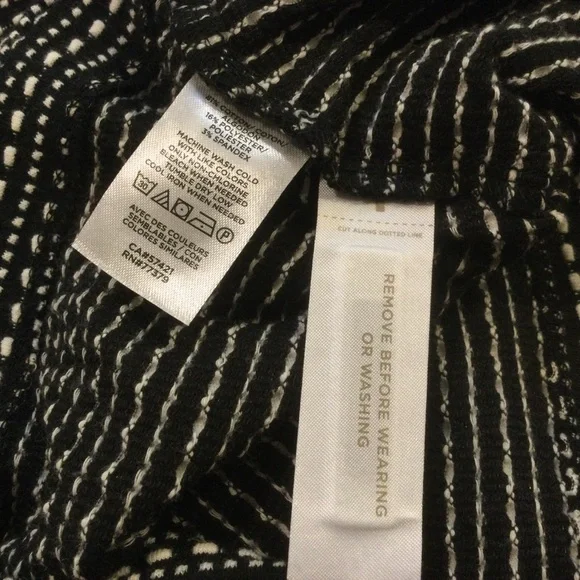 81% COTTON/COTON/
ALGODON
16% POLYESTER/
3% SPANDEX
MACHINE WASH COLD
WITH LIKE COLORS
ONLY NON-CHLORINE
BLEACH WHEN NEEDED
TUMBLE DRY, LOW
COOL IRON WHEN NEEDED
30
P
AVEC DES COULEURS
SEMBLABLES / CON
COLORES SIMILARES
CA#57421
RN#77379
CUT ALONG DOTTED LINE
REMOVE BEFORE WEARING
OR WASHING